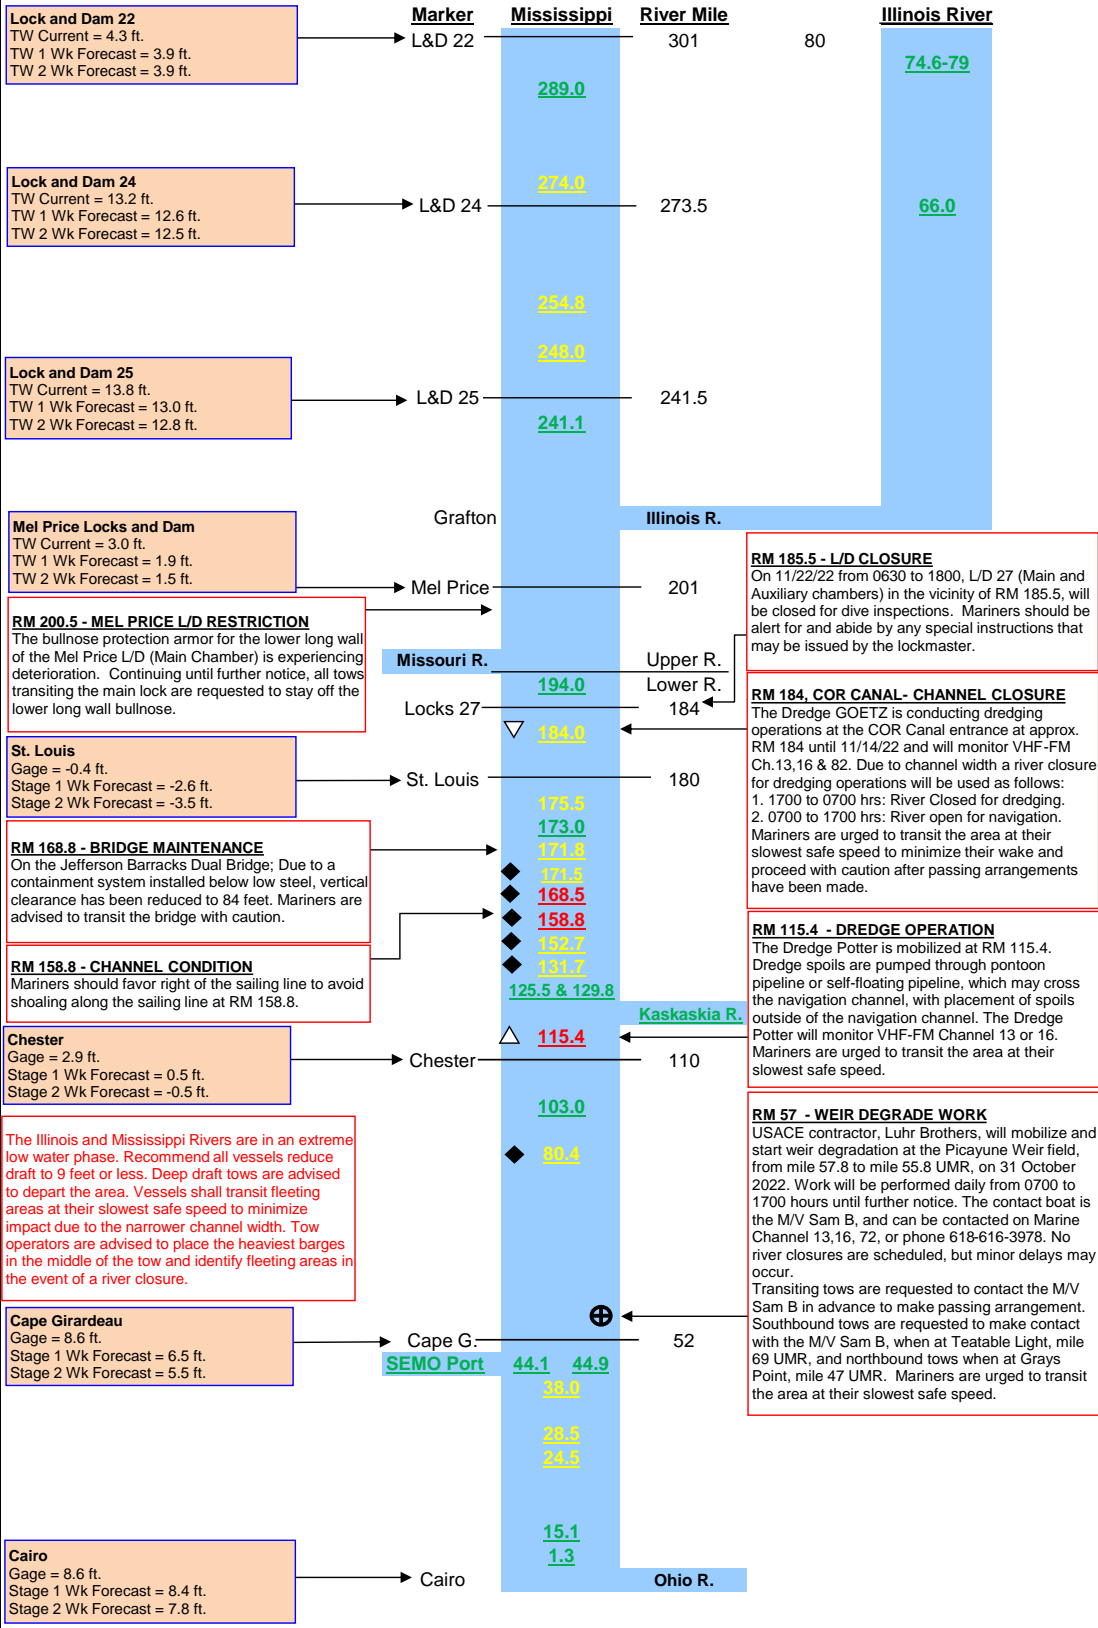 Marker
Mississippi
River Mile
Illinois River
Lock and Dam 22
TW Current = 4.3 ft.
TW 1 Wk Forecast = 3.9 ft.
TW 2 Wk Forecast = 3.9 ft.
L&D 22
301
80
74.6-79
289.0
Lock and Dam 24
TW Current = 13.2 ft.
TW 1 Wk Forecast = 12.6 ft.
TW 2 Wk Forecast = 12.5 ft.
274.0
L&D 24
273.5
66.0
254.8
248.0
Lock and Dam 25
TW Current = 13.8 ft.
TW 1 Wk Forecast = 13.0 ft.
TW 2 Wk Forecast = 12.8 ft.
L&D 25
241.5
241.1
Grafton
Illinois R.
Mel Price Locks and Dam
TW Current = 3.0 ft.
TW 1 Wk Forecast = 1.9 ft.
TW 2 Wk Forecast = 1.5 ft.
Mel Price
201
RM 200.5 - MEL PRICE L/D RESTRICTION
The bullnose protection armor for the lower long wall
of the Mel Price L/D (Main Chamber) is experiencing
deterioration.  Continuing until further notice, all tows
transiting the main lock are requested to stay off the
lower long wall bullnose.
RM 185.5 - L/D CLOSURE
On 11/22/22 from 0630 to 1800, L/D 27 (Main and
Auxiliary chambers) in the vicinity of RM 185.5, will
be closed for dive inspections.  Mariners should be
alert for and abide by any special instructions that
may be issued by the lockmaster.
Missouri R.
Upper R.
194.0
Lower R.
Locks 27
184
184.0
RM 184, COR CANAL- CHANNEL CLOSURE
The Dredge GOETZ is conducting dredging
operations at the COR Canal entrance at approx.
RM 184 until 11/14/22 and will monitor VHF-FM
Ch.13,16 & 82. Due to channel width a river closure
for dredging operations will be used as follows:
1. 1700 to 0700 hrs: River Closed for dredging.
2. 0700 to 1700 hrs: River open for navigation.
Mariners are urged to transit the area at their
slowest safe speed to minimize their wake and
proceed with caution after passing arrangements
have been made.
St. Louis
Gage = -0.4 ft.
Stage 1 Wk Forecast = -2.6 ft.
Stage 2 Wk Forecast = -3.5 ft.
St. Louis
180
175.5
173.0
171.8
171.5
168.5
158.8
152.7
131.7
125.5 & 129.8
RM 168.8 - BRIDGE MAINTENANCE
On the Jefferson Barracks Dual Bridge; Due to a
containment system installed below low steel, vertical
clearance has been reduced to 84 feet. Mariners are
advised to transit the bridge with caution.
RM 158.8 - CHANNEL CONDITION
Mariners should favor right of the sailing line to avoid
shoaling along the sailing line at RM 158.8.
RM 115.4  - DREDGE OPERATION
The Dredge Potter is mobilized at RM 115.4.
Dredge spoils are pumped through pontoon
pipeline or self-floating pipeline, which may cross
the navigation channel, with placement of spoils
outside of the navigation channel. The Dredge
Potter will monitor VHF-FM Channel 13 or 16.
Mariners are urged to transit the area at their
slowest safe speed.
Kaskaskia R.
115.4
Chester
Gage = 2.9 ft.
Stage 1 Wk Forecast = 0.5 ft.
Stage 2 Wk Forecast = -0.5 ft.
Chester
110
103.0
80.4
The Illinois and Mississippi Rivers are in an extreme
low water phase. Recommend all vessels reduce
draft to 9 feet or less. Deep draft tows are advised
to depart the area. Vessels shall transit fleeting
areas at their slowest safe speed to minimize
impact due to the narrower channel width. Tow
operators are advised to place the heaviest barges
in the middle of the tow and identify fleeting areas in
the event of a river closure.
RM 57  - WEIR DEGRADE WORK
USACE contractor, Luhr Brothers, will mobilize and
start weir degradation at the Picayune Weir field,
from mile 57.8 to mile 55.8 UMR, on 31 October
2022. Work will be performed daily from 0700 to
1700 hours until further notice. The contact boat is
the M/V Sam B, and can be contacted on Marine
Channel 13,16, 72, or phone 618-616-3978. No
river closures are scheduled, but minor delays may
occur.
Transiting tows are requested to contact the M/V
Sam B in advance to make passing arrangement.
Southbound tows are requested to make contact
with the M/V Sam B, when at Teatable Light, mile
69 UMR, and northbound tows when at Grays
Point, mile 47 UMR.  Mariners are urged to transit
the area at their slowest safe speed.
Cape Girardeau
Gage = 8.6 ft.
Stage 1 Wk Forecast = 6.5 ft.
Stage 2 Wk Forecast = 5.5 ft.
Cape G.
52
SEMO Port
44.1
44.9
38.0
28.5
24.5
15.1
1.3
Cairo
Gage = 8.6 ft.
Stage 1 Wk Forecast = 8.4 ft.
Stage 2 Wk Forecast = 7.8 ft.
Cairo
Ohio R.